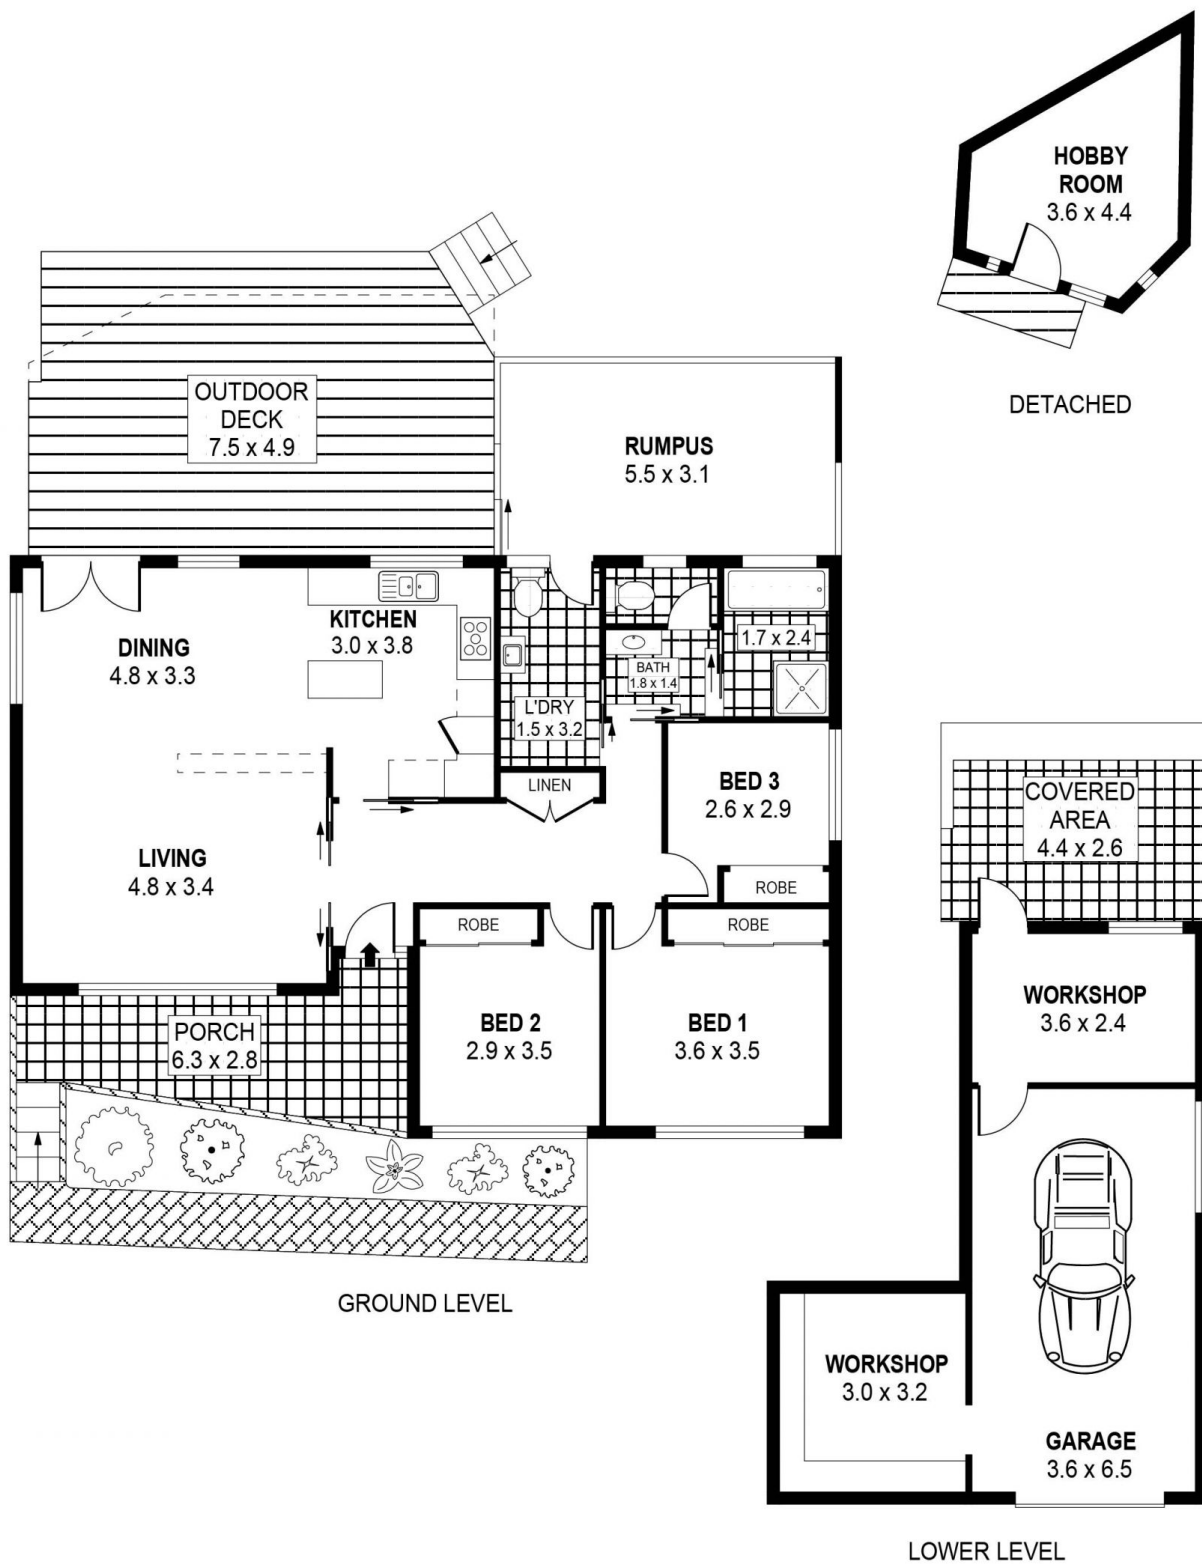 HOBBY
ROOM
3.6 x 4.4
DETACHED
OUTDOOR
DECK
7.5 x 4.9
RUMPUS
5.5 x 3.1
DINING
4.8 x 3.3
KITCHEN
3.0 x 3.8
L'DRY
1.5 x 3.2
BATH
1.8 x 1.4
1.7 x 2.4
LINEN
BED 3
2.6 x 2.9
ROBE
LIVING
4.8 x 3.4
ROBE
ROBE
BED 2
2.9 x 3.5
BED 1
3.6 x 3.5
PORCH
6.3 x 2.8
GROUND LEVEL
COVERED
AREA
4.4 x 2.6
WORKSHOP
3.6 x 2.4
WORKSHOP
3.0 x 3.2
GARAGE
3.6 x 6.5
LOWER LEVEL